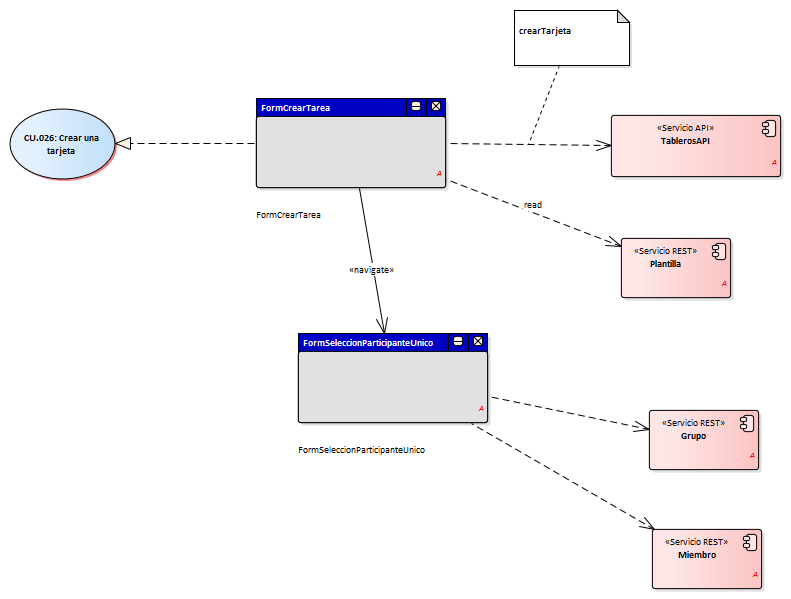 crearTarjeta
FormCrearTarea
CU.026: Crear una
tarjeta
«Servicio API»
TablerosAPI
A
A
read
FormCrearTarea
«Servicio REST»
Plantilla
A
«navigate»
FormSeleccionParticipanteUnico
A
«Servicio REST»
Grupo
A
FormSeleccionParticipanteUnico
«Servicio REST»
Miembro
A